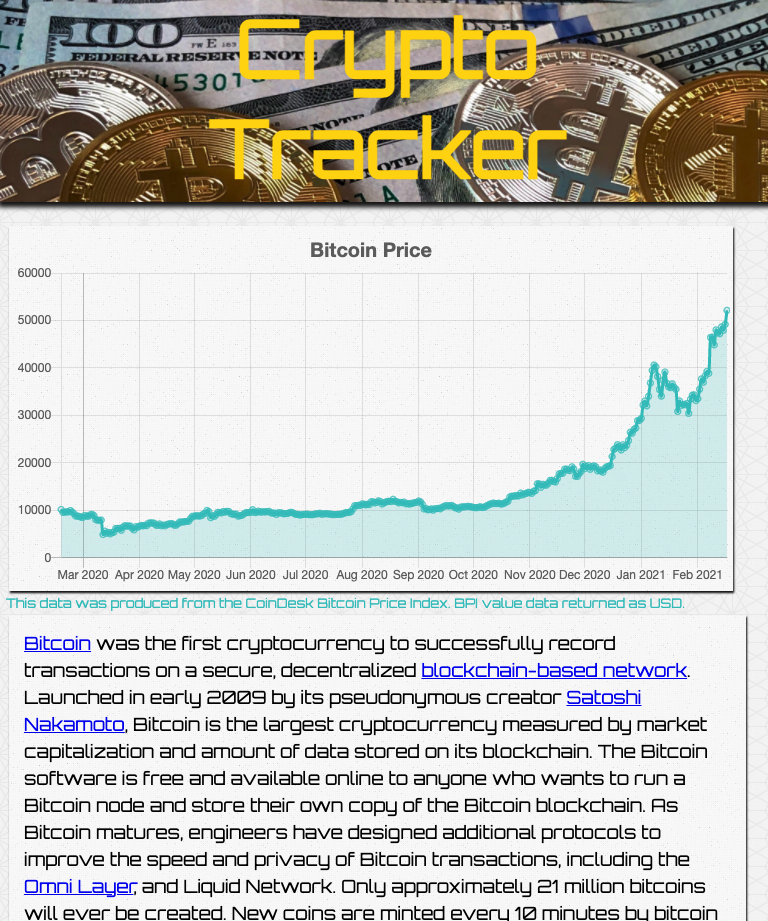 100
FEDERAL RESERVE NOTE
Crypto
Tracker
Bitcoin Price
60000
50000
40000
30000
20000
10000
0
Mar 2020 Apr 2020 May 2020 Jun 2020 Jul 2020 Aug 2020 Sep 2020 Oct 2020 Nov 2020 Dec 2020 Jan 2021 Feb 2021
This data was produced from the CoinDesk Bitcoin Price Index. BPI value data returned as USD.
Bitcoin was the first cryptocurrency to successfully record
transactions on a secure, decentralized blockchain-based network.
Launched in early 2009 by its pseudonymous creator Satoshi
Nakamoto, Bitcoin is the largest cryptocurrency measured by market
capitalization and amount of data stored on its blockchain. The Bitcoin
software is free and available online to anyone who wants to run a
Bitcoin node and store their own copy of the Bitcoin blockchain. As
Bitcoin matures, engineers have designed additional protocols to
improve the speed and privacy of Bitcoin transactions, including the
Omni Layer, and Liquid Network. Only approximately 21 million bitcoins
will ever be created. New coins are minted every 10 minutes by bitcoin